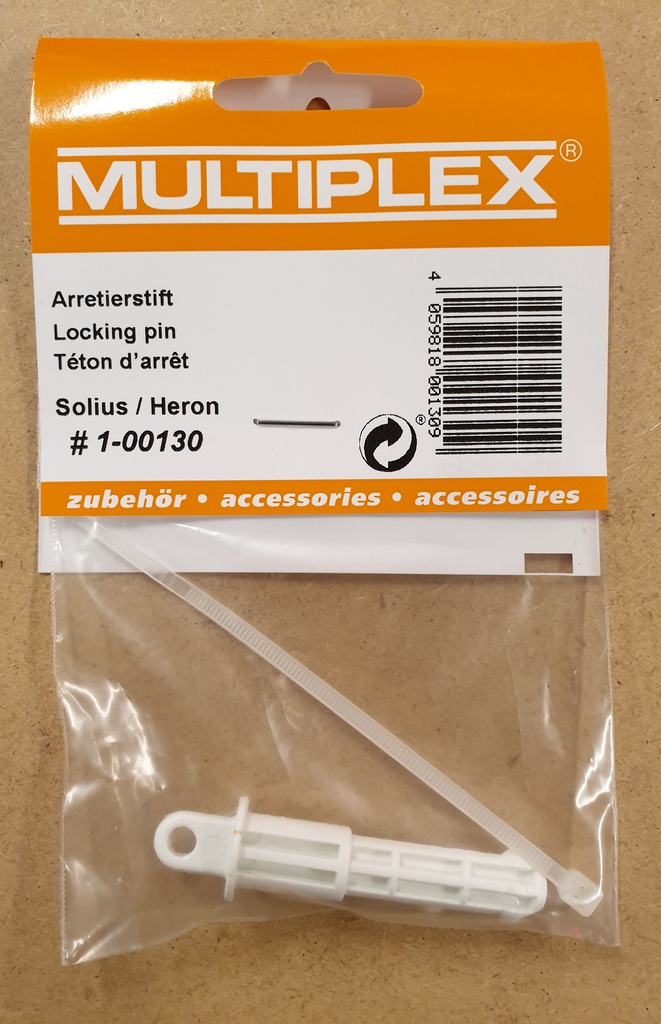 MULTIPLEX®
Arretierstift
Locking pin
Téton d'arrêt
Solius / Heron
# 1-00130
4 059818 001309
®
zubehör • accessories • accessoires